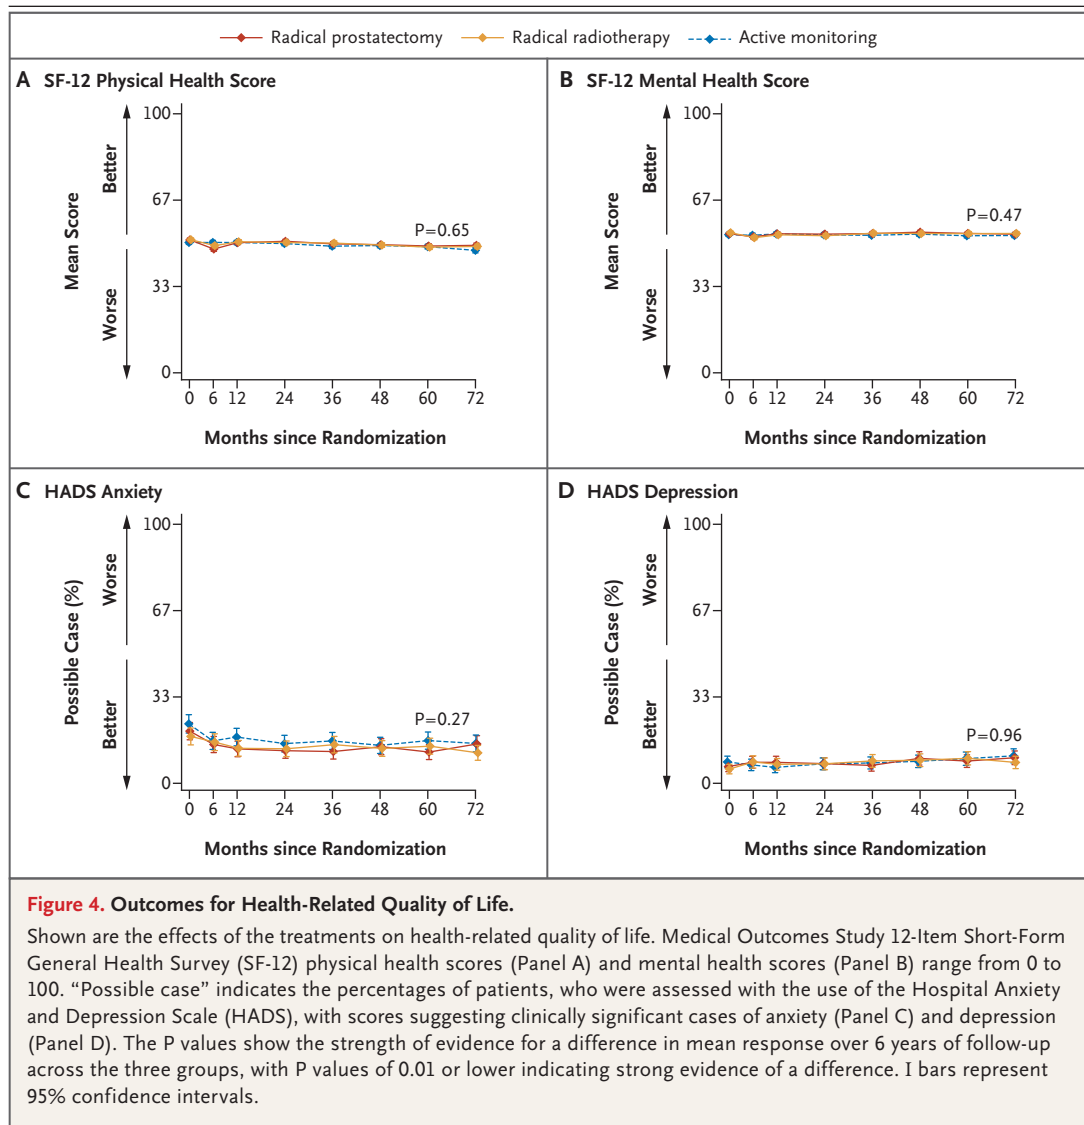 Radical prostatectomy Radical radiotherapy Active monitoring
A SF-12 Physical Health Score
100
67
33
0
Better
Worse
Mean Score
P=0.65
0 6 12 24 36 48 60 72
Months since Randomization
B SF-12 Mental Health Score
100
67
33
0
Better
Worse
Mean Score
P=0.47
0 6 12 24 36 48 60 72
Months since Randomization
C HADS Anxiety
100
67
33
0
Worse
Better
Possible Case (%)
P=0.27
0 6 12 24 36 48 60 72
Months since Randomization
D HADS Depression
100
67
33
0
Worse
Better
Possible Case (%)
P=0.96
0 6 12 24 36 48 60 72
Months since Randomization
Figure 4. Outcomes for Health-Related Quality of Life.
Shown are the effects of the treatments on health-related quality of life. Medical Outcomes Study 12-Item Short-Form
General Health Survey (SF-12) physical health scores (Panel A) and mental health scores (Panel B) range from 0 to
100. “Possible case” indicates the percentages of patients, who were assessed with the use of the Hospital Anxiety
and Depression Scale (HADS), with scores suggesting clinically significant cases of anxiety (Panel C) and depression
(Panel D). The P values show the strength of evidence for a difference in mean response over 6 years of follow-up
across the three groups, with P values of 0.01 or lower indicating strong evidence of a difference. I bars represent
95% confidence intervals.